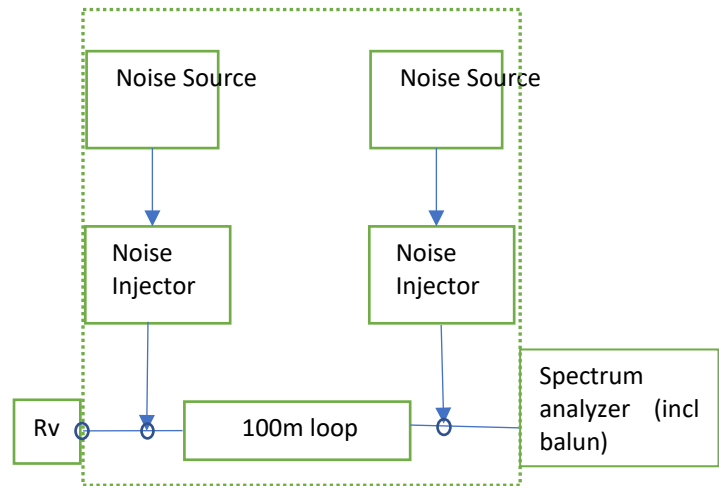 Noise Source
Noise Source
Noise
Injector
Noise
Injector
Rv
100m loop
Spectrum
analyzer (incl
balun)